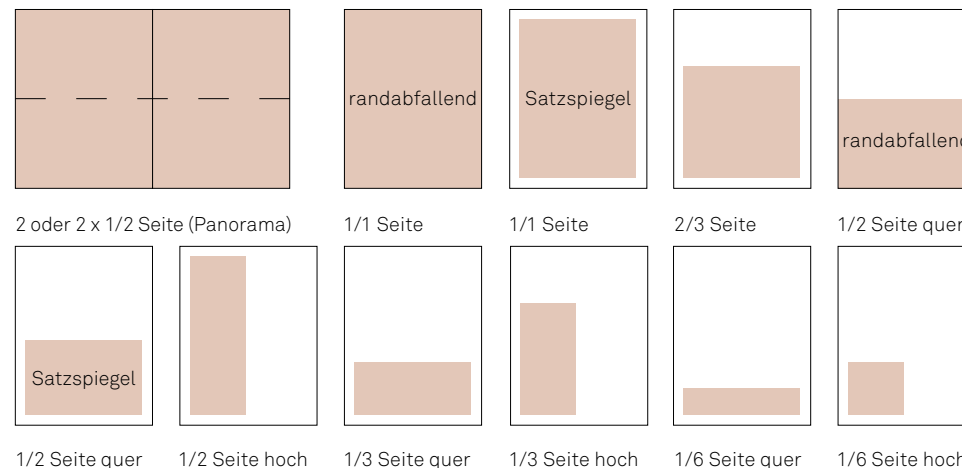 randabfallend
Satzspiegel
randabfallend
2 oder 2 x 1/2 Seite (Panorama)
1/1 Seite
1/1 Seite
2/3 Seite
1/2 Seite quer
Satzspiegel
1/2 Seite quer
1/2 Seite hoch
1/3 Seite quer
1/3 Seite hoch
1/6 Seite quer
1/6 Seite hoch